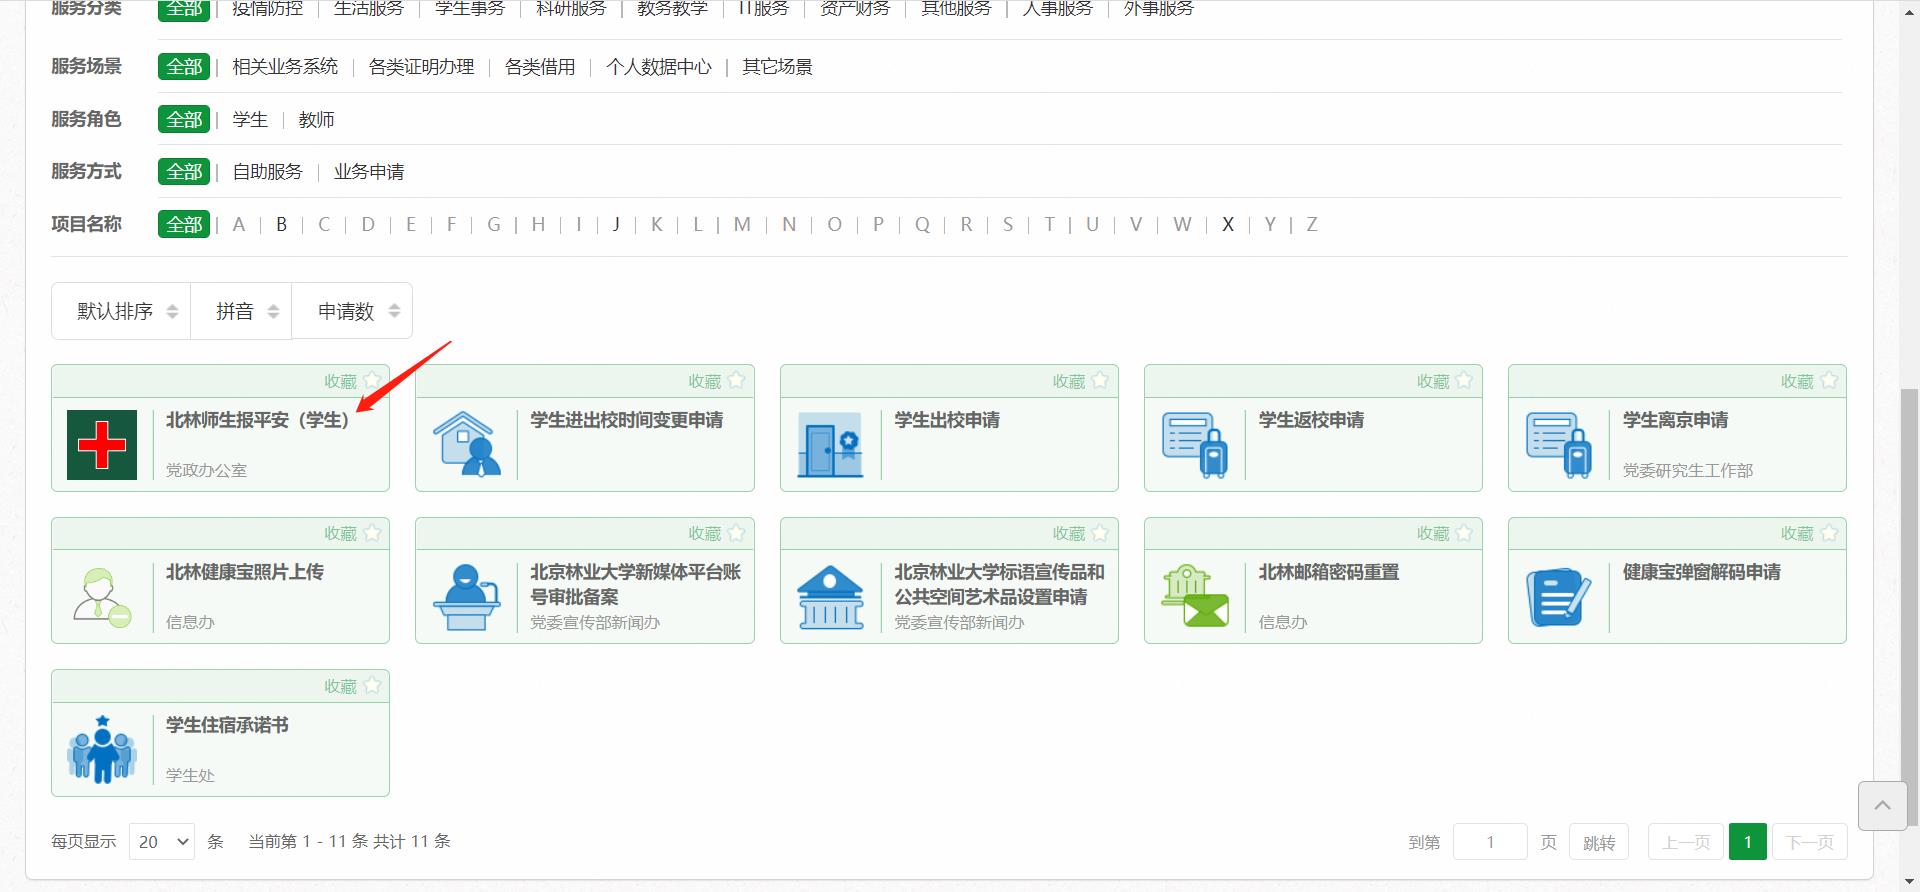 服务分类 全部 疫情防控 生活服务 学生事务 科研服务 教务教学 IT服务 资产财务 其他服务 人事服务 外事服务
服务场景 全部 相关业务系统 各类证明办理 各类借用 个人数据中心 其它场景
服务角色 全部 学生 教师
服务方式 全部 自助服务 业务申请
项目名称 全部 A B C D E F G H I J K L M N O P Q R S T U V W X Y Z
默认排序 拼音 申请数
收藏
北林师生报平安（学生）
党政办公室
收藏
学生进出校时间变更申请
收藏
学生出校申请
收藏
学生返校申请
收藏
学生离京申请
党委研究生工作部
收藏
北林健康宝照片上传
信息办
收藏
北京林业大学新媒体平台账
号审批备案
党委宣传部新闻办
收藏
北京林业大学标语宣传品和
公共空间艺术品设置申请
党委宣传部新闻办
收藏
北林邮箱密码重置
信息办
收藏
健康宝弹窗解码申请
收藏
学生住宿承诺书
学生处
每页显示 20 条 当前第 1 - 11 条 共计 11 条 到第 1 页 跳转 上一页 1 下一页